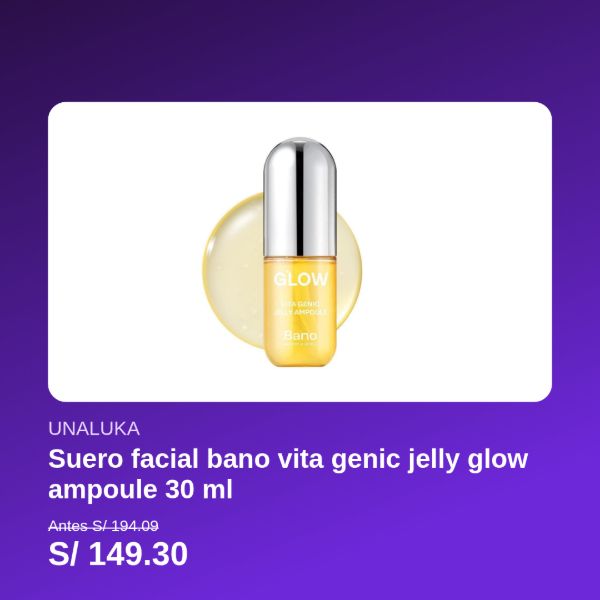 GLOW
VITA GENIC
JELLY AMPOULE
Bano
UNALUKA
Suero facial bano vita genic jelly glow
ampoule 30 ml
Antes S/ 194.09
S/ 149.30